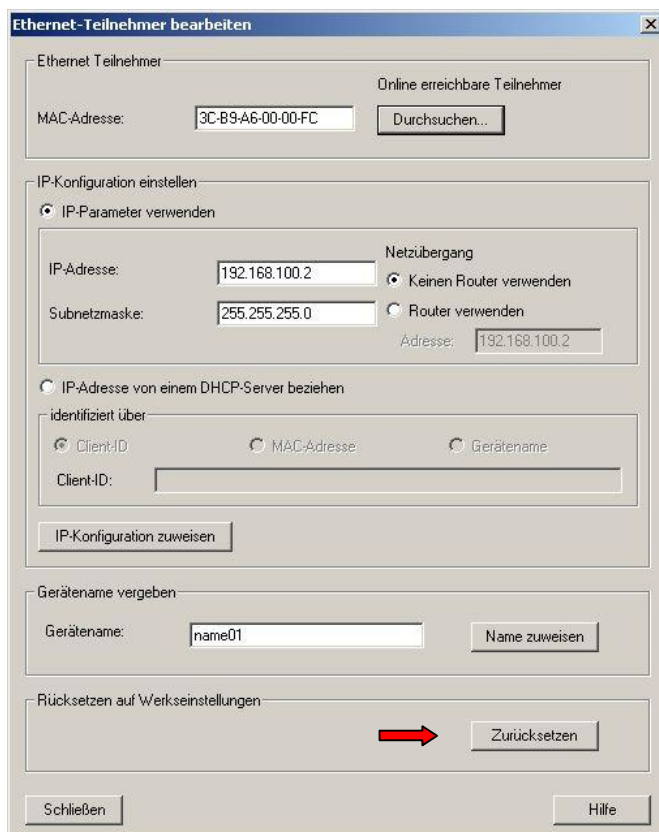 Ethernet-Teilnehmer bearbeiten
Ethernet Teilnehmer
Online erreichbare Teilnehmer
MAC-Adresse: 3C-B9-A6-00-00-FC Durchsuchen...
IP-Konfiguration einstellen
IP-Parameter verwenden
Netzübergang
IP-Adresse: 192.168.100.2 Keinen Router verwenden
Subnetzmaske: 255.255.255.0 Router verwenden
Adresse: 192.168.100.2
IP-Adresse von einem DHCP-Server beziehen
identifiziert über
Client-ID MAC-Adresse Gerätename
Client-ID:
IP-Konfiguration zuweisen
Gerätename vergeben
Gerätename: name01 Name zuweisen
Rücksetzen auf Werkseinstellungen
Zurücksetzen
Schließen Hilfe